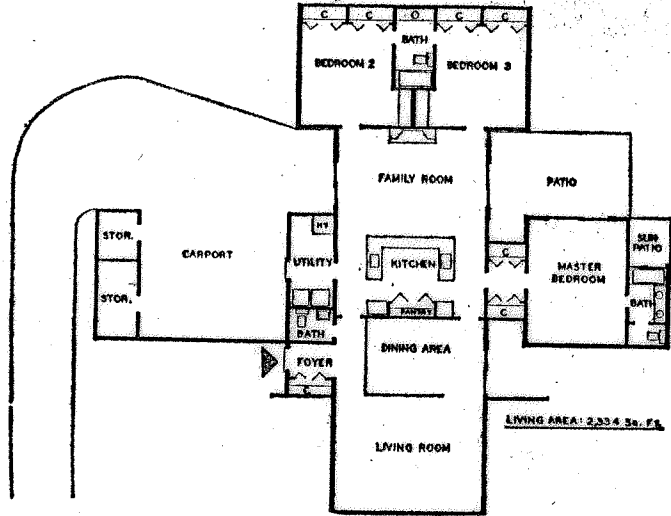 C C O C C
BATH
BEDROOM 2
BEDROOM 3
FAMILY ROOM
PATIO
STOR.
CARPORT
HT
UTILITY
KITCHEN
C
SUN
PATIO
MASTER
BEDROOM
STOR.
PANTRY
C
BATH
BATH
DINING AREA
FOYER
C
LIVING AREA: 2,334 SQ. FT.
LIVING ROOM